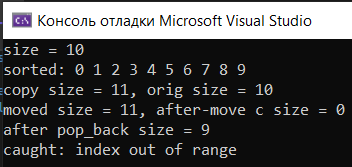 Консоль отладки Microsoft Visual Studio
size = 10
sorted: 0 1 2 3 4 5 6 7 8 9
copy size = 11, orig size = 10
moved size = 11, after-move c size = 0
after pop_back size = 9
caught: index out of range